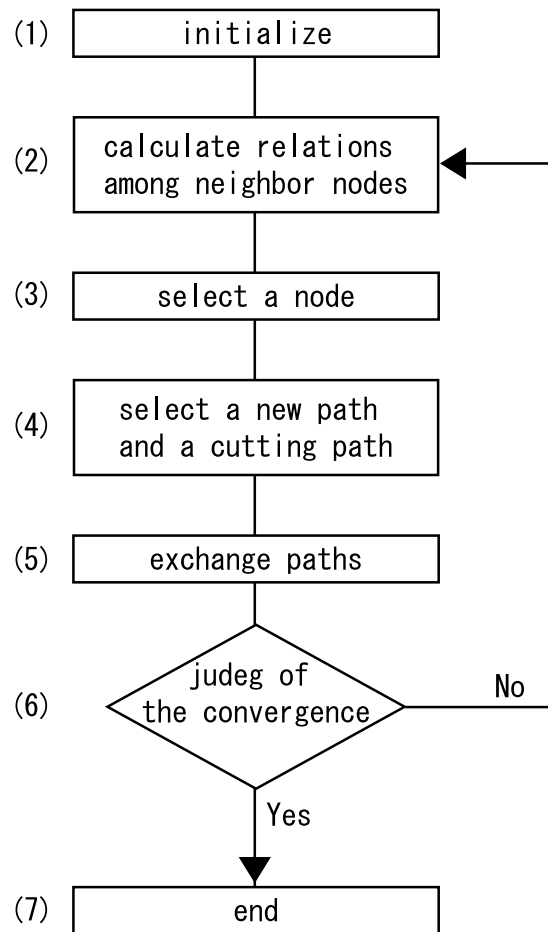 (1) initialize
(2) calculate relations
among neighbor nodes
(3) select a node
(4) select a new path
and a cutting path
(5) exchange paths
(6) judeg of
the convergence
No
Yes
(7) end